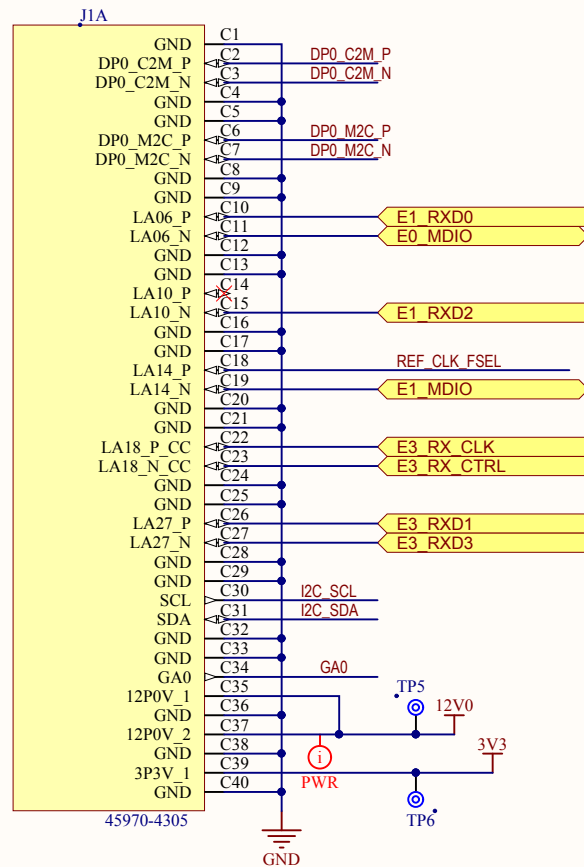 J1A
GND C1
DP0_C2M_P C2 DP0_C2M_P
DP0_C2M_N C3 DP0_C2M_N
GND C4
GND C5
DP0_M2C_P C6 DP0_M2C_P
DP0_M2C_N C7 DP0_M2C_N
GND C8
GND C9
LA06_P C10 E1_RXD0
LA06_N C11 E0_MDIO
GND C12
GND C13
LA10_P C14
LA10_N C15 E1_RXD2
GND C16
GND C17
LA14_P C18 REF_CLK_FSEL
LA14_N C19 E1_MDIO
GND C20
GND C21
LA18_P_CC C22 E3_RX_CLK
LA18_N_CC C23 E3_RX_CTRL
GND C24
GND C25
LA27_P C26 E3_RXD1
LA27_N C27 E3_RXD3
GND C28
GND C29
SCL C30 I2C_SCL
SDA C31 I2C_SDA
GND C32
GND C33
GA0 C34 GA0
12P0V_1 C35 TP5
GND C36 12V0
12P0V_2 C37
GND C38 i 3V3
3P3V_1 C39 PWR
GND C40
45970-4305 TP6
GND